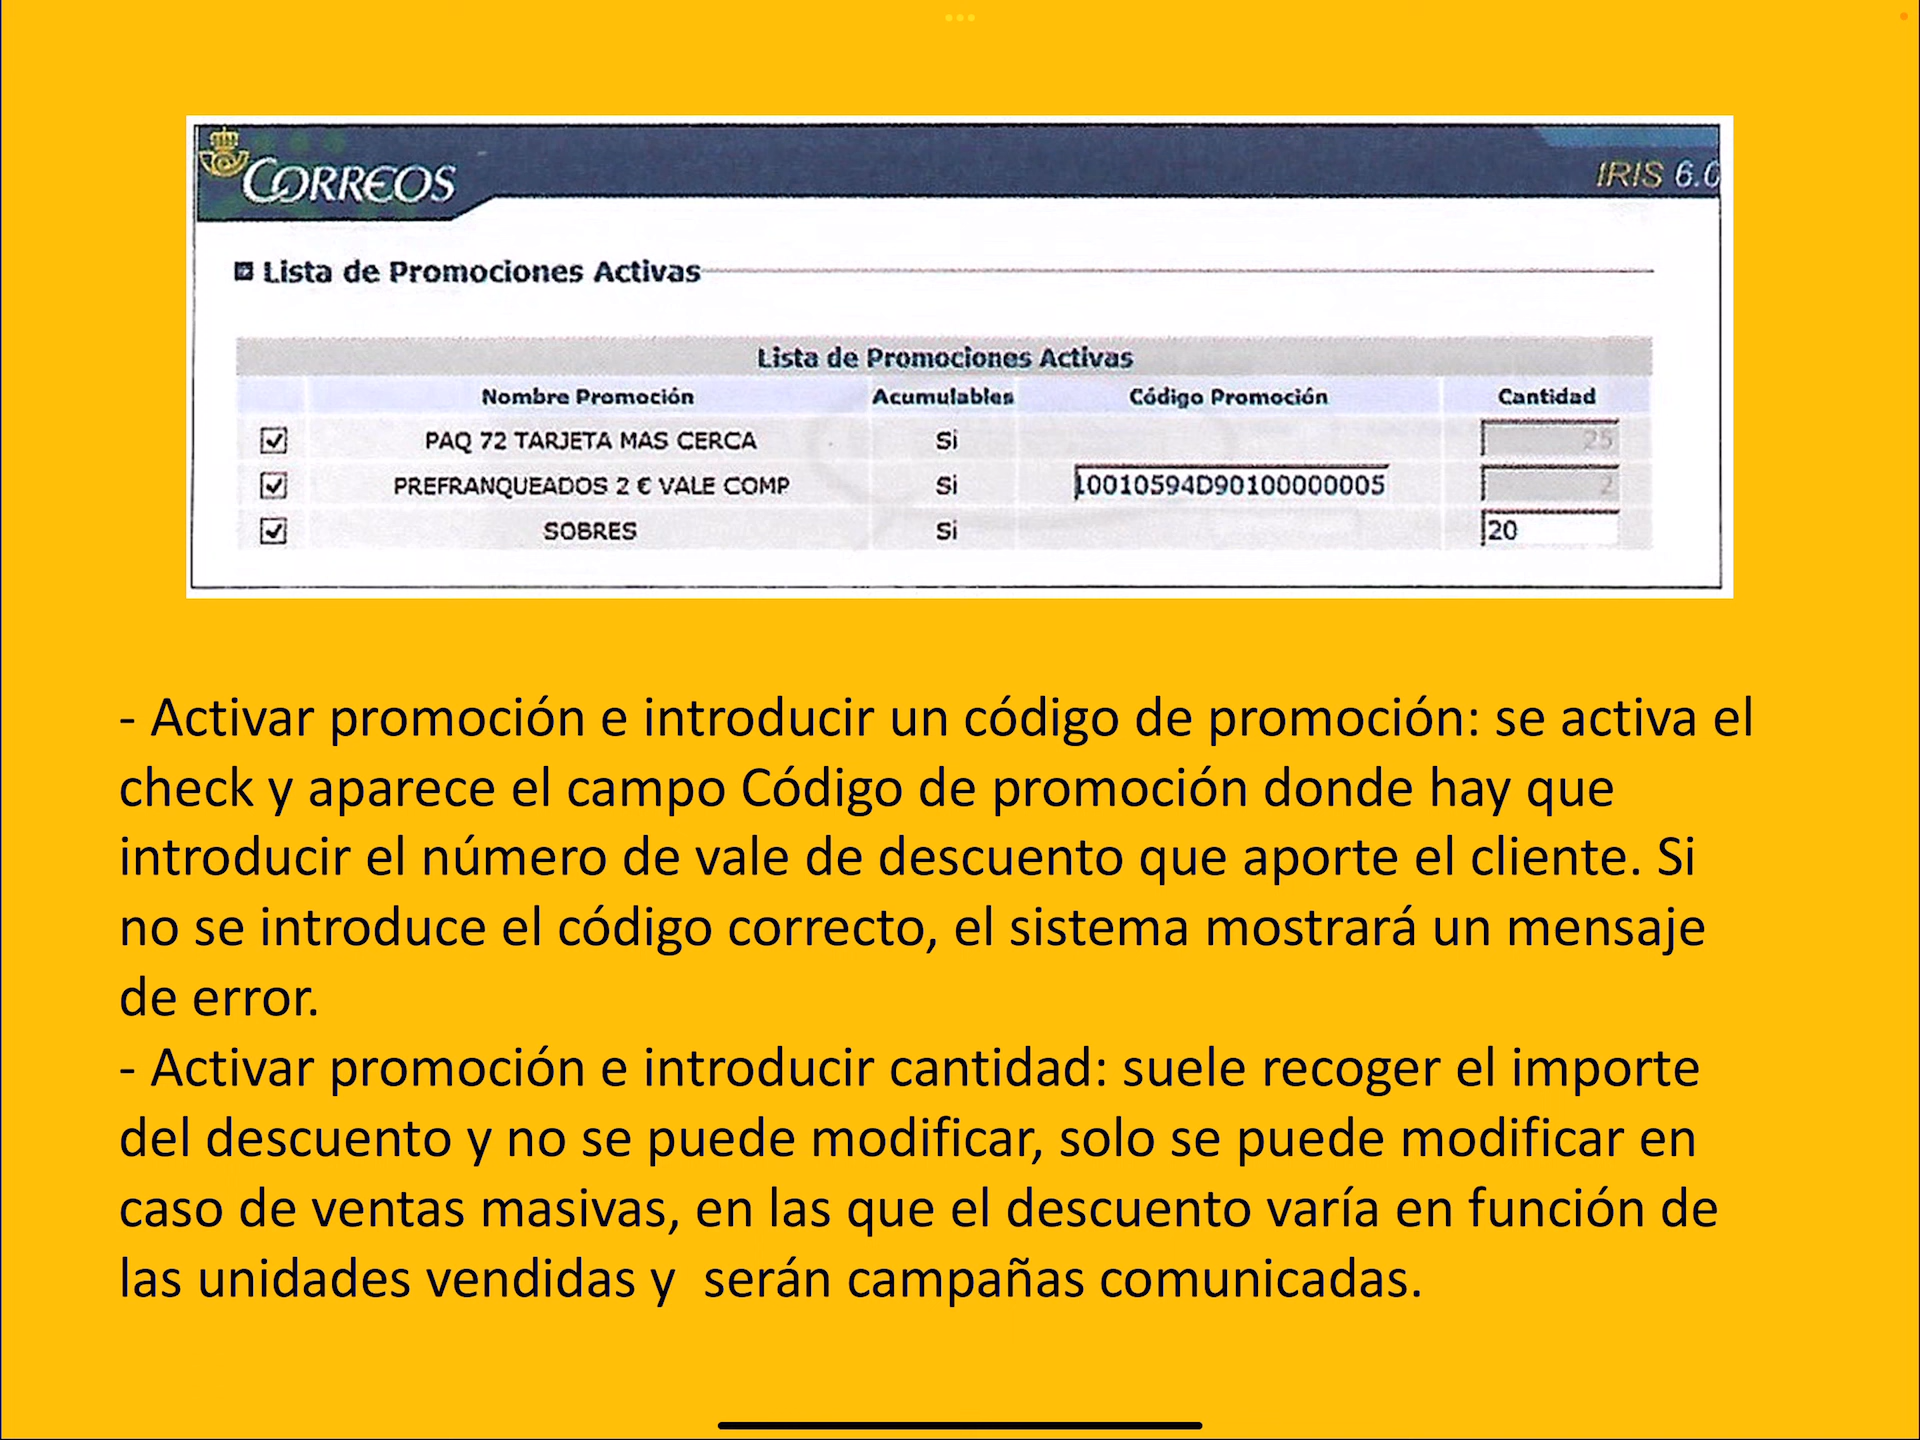 CORREOS
IRIS 6.0
Lista de Promociones Activas
Lista de Promociones Activas
Nombre Promoción Acumulables Código Promoción Cantidad
PAQ 72 TARJETA MAS CERCA Si 25
PREFRANQUEADOS 2 € VALE COMP Si 10010594D90100000005 2
SOBRES Si 20
- Activar promoción e introducir un código de promoción: se activa el
check y aparece el campo Código de promoción donde hay que
introducir el número de vale de descuento que aporte el cliente. Si
no se introduce el código correcto, el sistema mostrará un mensaje
de error.
- Activar promoción e introducir cantidad: suele recoger el importe
del descuento y no se puede modificar, solo se puede modificar en
caso de ventas masivas, en las que el descuento varía en función de
las unidades vendidas y  serán campañas comunicadas.